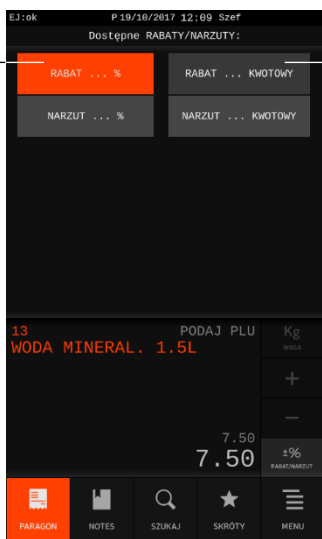 EJ:ok P 19/10/2017 12:09 Szef
Dostępne RABATY/NARZUTY:
RABAT ... % RABAT ... KWOTOWY
NARZUT ... % NARZUT ... KWOTOWY
13 PODAJ PLU Kg
WODA MINERAL. 1.5L WAGA
+
−
7.50
7.50 ±%
RABAT/NARZUT
PARAGON NOTES SZUKAJ SKRÓTY MENU